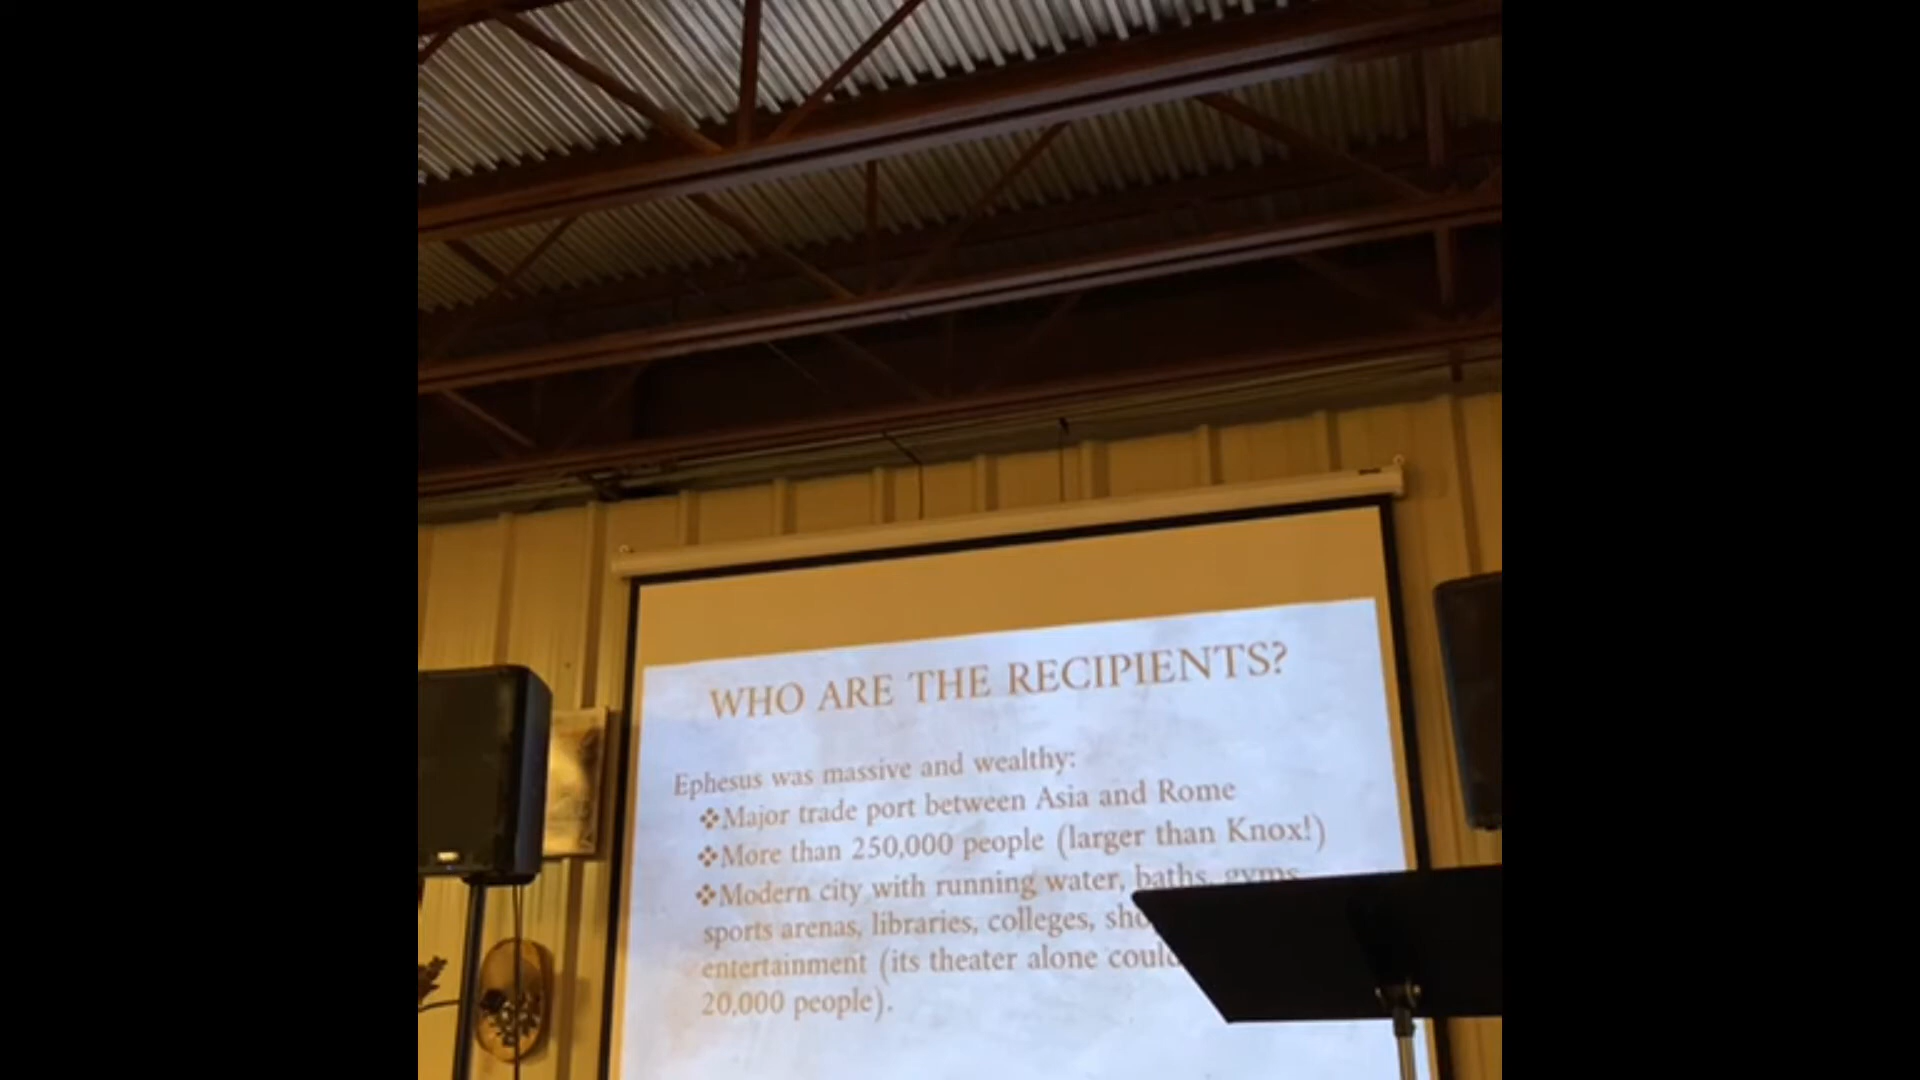 WHO ARE THE RECIPIENTS?
Ephesus was massive and wealthy:
❖Major trade port between Asia and Rome
❖More than 250,000 people (larger than Knox!)
❖Modern city with running water, baths, gyms,
sports arenas, libraries, colleges,
entertainment (its theater alone
20,000 people).